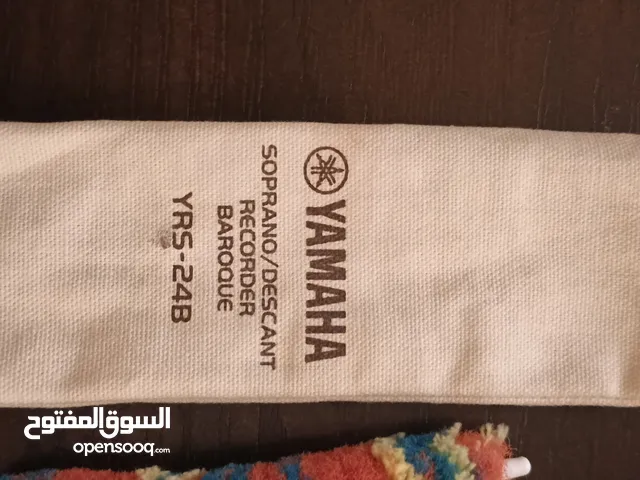 YAMAHA
SOPRANO/DESCANT
RECORDER
BAROQUE
YRS-24B
السوق المفتوح
opensooq.com